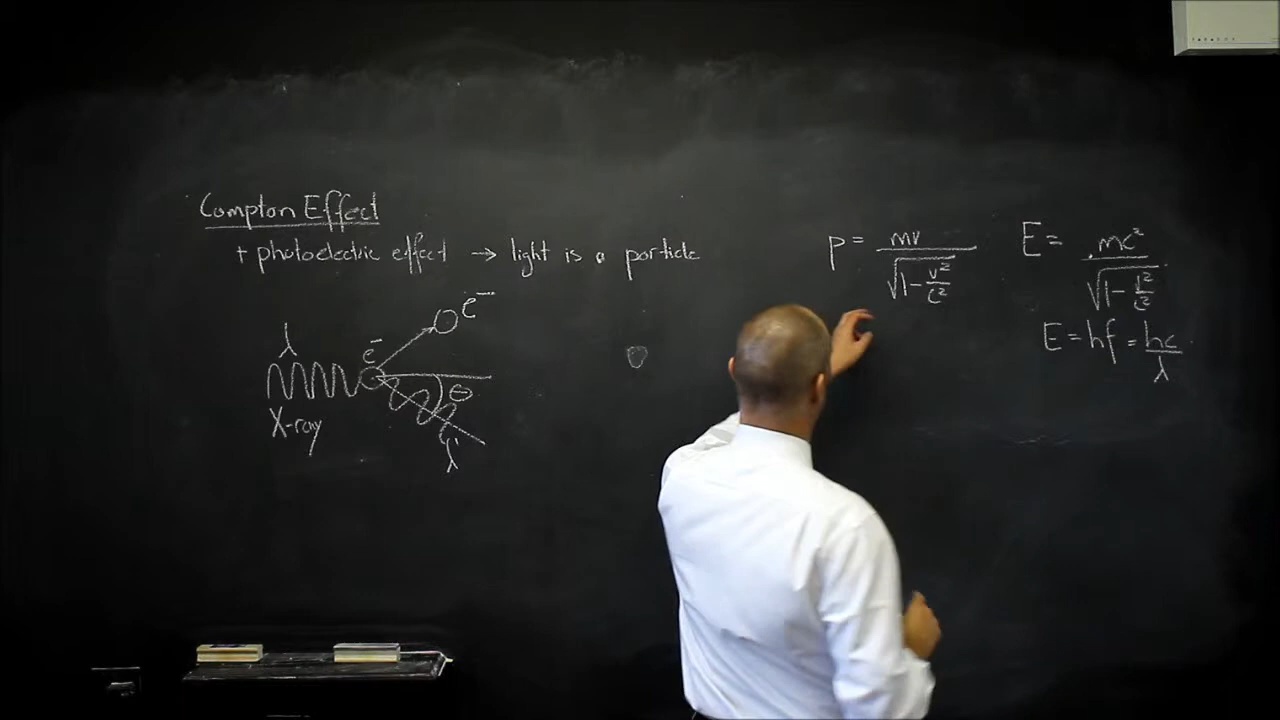 Compton Effect
+ photoelectric effect → light is a particle
p = mv / √(1 - v²/c²)
E = mc² / √(1 - v²/c²)
E = hf = hc / λ
e⁻
λ
e⁻
θ
X-ray
λ'